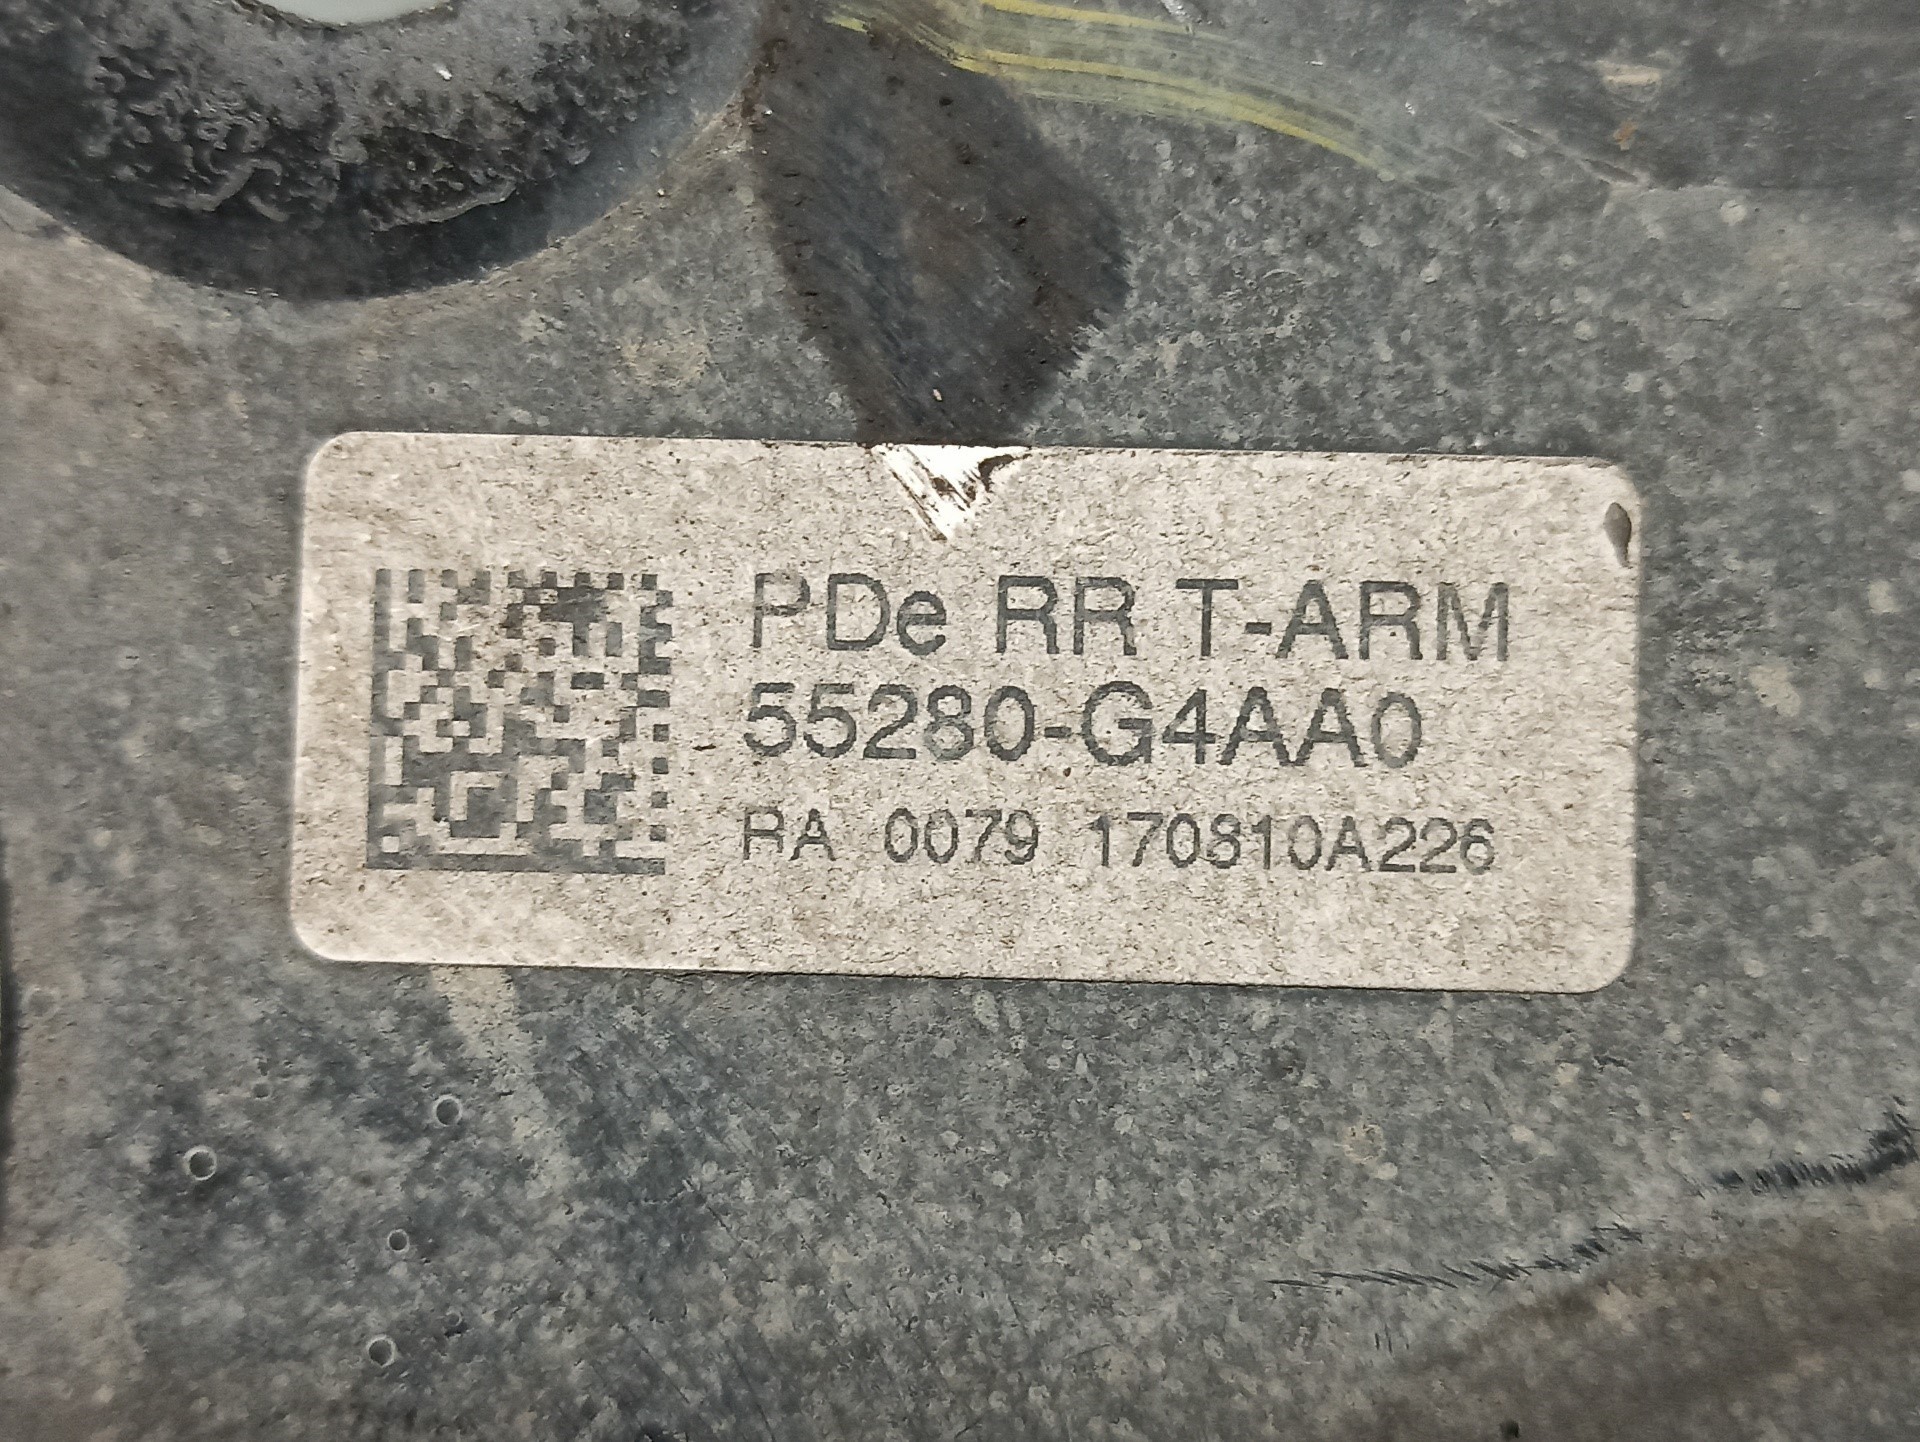 PDe RR T-ARM
55280-G4AA0
RA 0079 170810A226